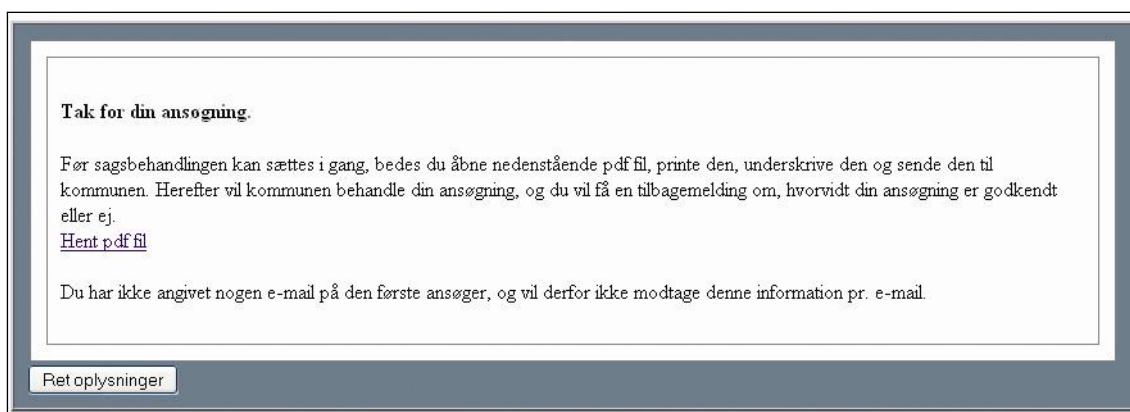 Tak for din ansøgning.
Før sagsbehandlingen kan sættes i gang, bedes du åbne nedenstående pdf fil, printe den, underskrive den og sende den til
kommunen. Herefter vil kommunen behandle din ansøgning, og du vil få en tilbagemelding om, hvorvidt din ansøgning er godkendt
eller ej.
Hent pdf fil
Du har ikke angivet nogen e-mail på den første ansøger, og vil derfor ikke modtage denne information pr. e-mail.
Ret oplysninger